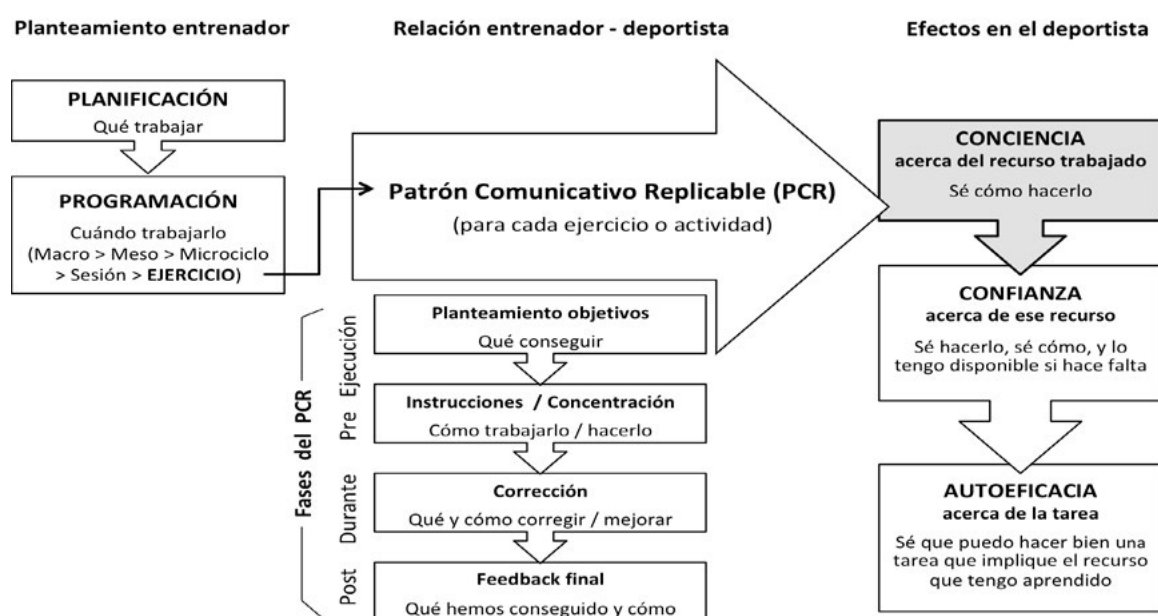 Planteamiento entrenador
PLANIFICACIÓN
Qué trabajar
PROGRAMACIÓN
Cuándo trabajarlo
(Macro > Meso > Microciclo
> Sesión > EJERCICIO)
Relación entrenador - deportista
Patrón Comunicativo Replicable (PCR)
(para cada ejercicio o actividad)
Fases del PCR
Pre Ejecución
Planteamiento objetivos
Qué conseguir
Instrucciones / Concentración
Cómo trabajarlo / hacerlo
Durante
Corrección
Qué y cómo corregir / mejorar
Post
Feedback final
Qué hemos conseguido y cómo
Efectos en el deportista
CONCIENCIA
acerca del recurso trabajado
Sé cómo hacerlo
CONFIANZA
acerca de ese recurso
Sé hacerlo, sé cómo, y lo
tengo disponible si hace falta
AUTOEFICACIA
acerca de la tarea
Sé que puedo hacer bien una
tarea que implique el recurso
que tengo aprendido